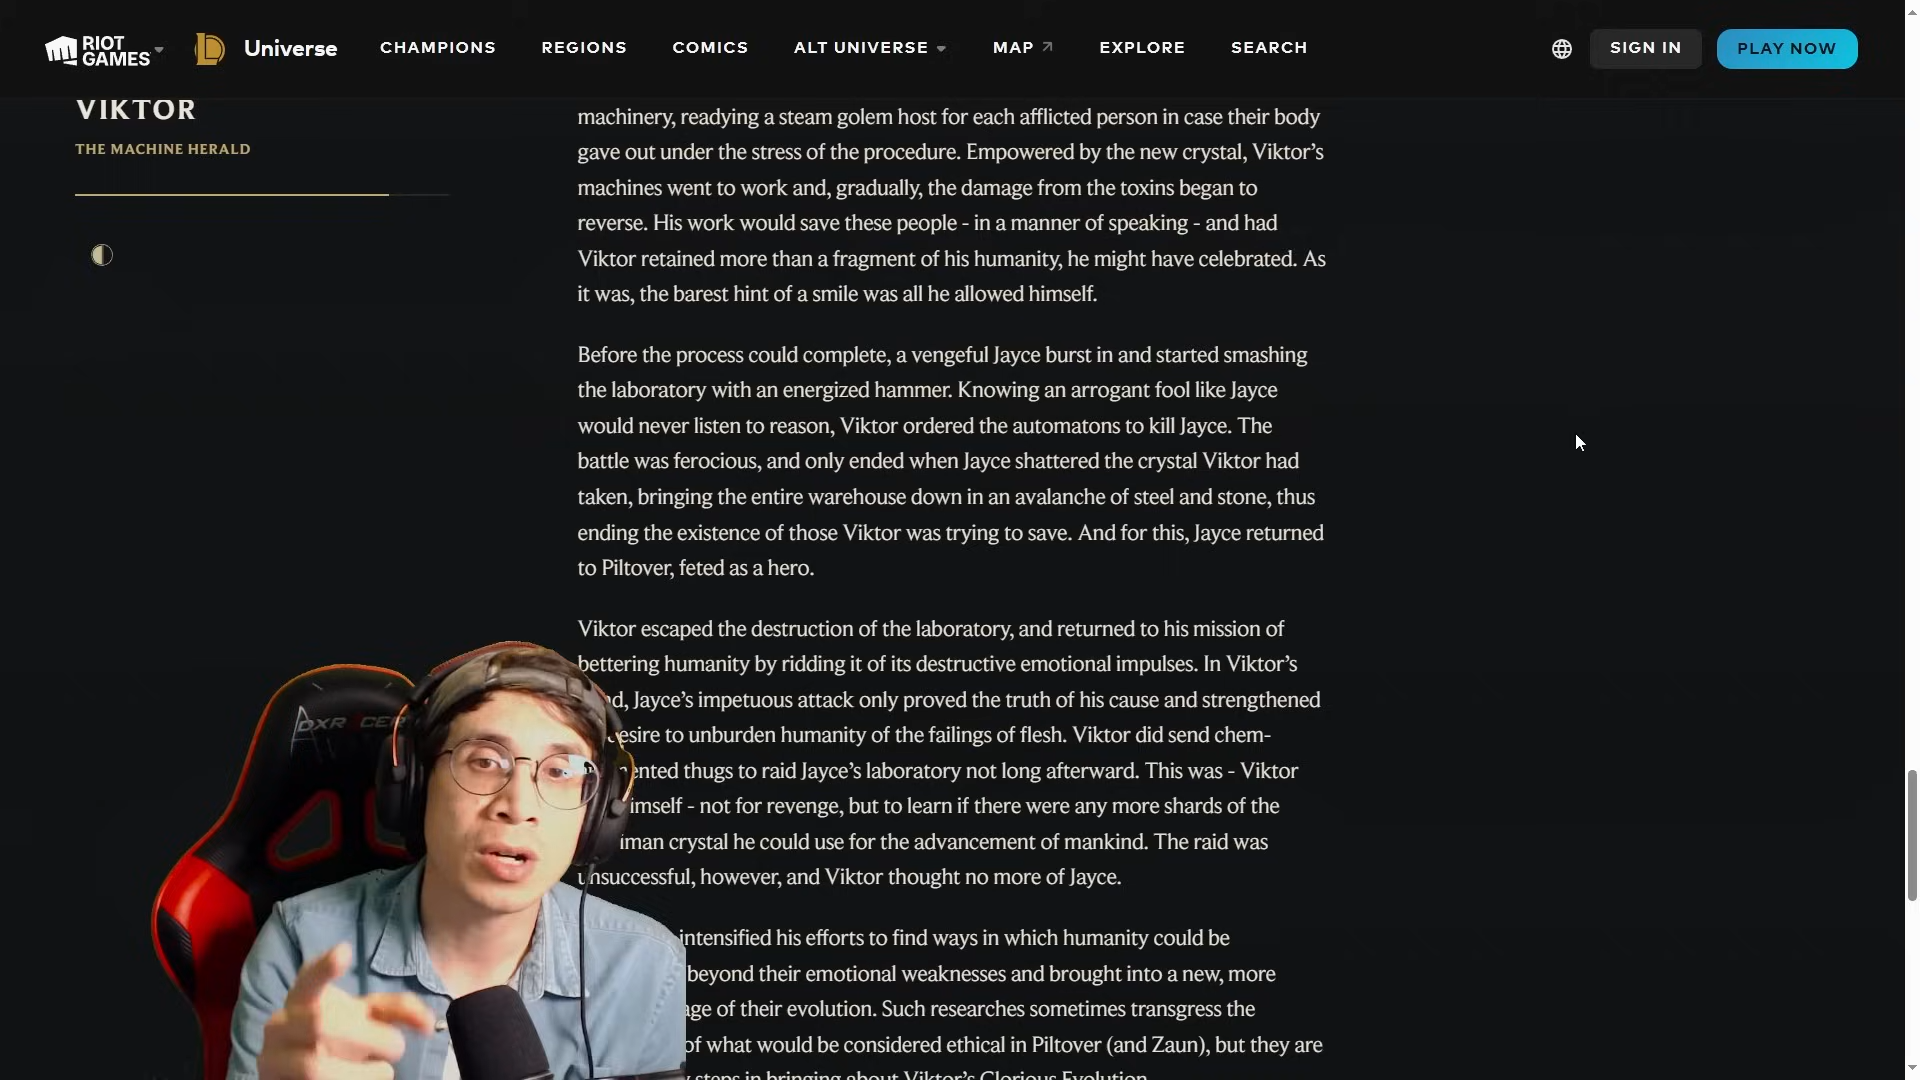 RIOT GAMES Universe CHAMPIONS REGIONS COMICS ALT UNIVERSE MAP EXPLORE SEARCH SIGN IN PLAY NOW
VIKTOR
THE MACHINE HERALD
machinery, readying a steam golem host for each afflicted person in case their body
gave out under the stress of the procedure. Empowered by the new crystal, Viktor’s
machines went to work and, gradually, the damage from the toxins began to
reverse. His work would save these people - in a manner of speaking - and had
Viktor retained more than a fragment of his humanity, he might have celebrated. As
it was, the barest hint of a smile was all he allowed himself.
Before the process could complete, a vengeful Jayce burst in and started smashing
the laboratory with an energized hammer. Knowing an arrogant fool like Jayce
would never listen to reason, Viktor ordered the automatons to kill Jayce. The
battle was ferocious, and only ended when Jayce shattered the crystal Viktor had
taken, bringing the entire warehouse down in an avalanche of steel and stone, thus
ending the existence of those Viktor was trying to save. And for this, Jayce returned
to Piltover, feted as a hero.
Viktor escaped the destruction of the laboratory, and returned to his mission of
bettering humanity by ridding it of its destructive emotional impulses. In Viktor’s
Jayce’s impetuous attack only proved the truth of his cause and strengthened
to unburden humanity of the failings of flesh. Viktor did send chem-
thugs to raid Jayce’s laboratory not long afterward. This was - Viktor
- not for revenge, but to learn if there were any more shards of the
crystal he could use for the advancement of mankind. The raid was
unsuccessful, however, and Viktor thought no more of Jayce.
intensified his efforts to find ways in which humanity could be
beyond their emotional weaknesses and brought into a new, more
of their evolution. Such researches sometimes transgress the
of what would be considered ethical in Piltover (and Zaun), but they are
steps in bringing about Viktor’s Glorious Evolution.
DXRACER